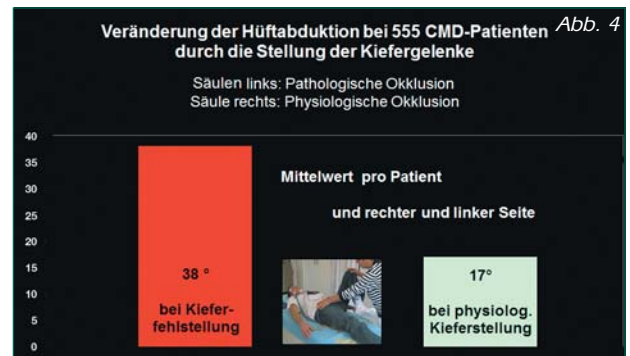 Veränderung der Hüftabduktion bei 555 CMD-Patienten
Abb. 4
durch die Stellung der Kiefergelenke
Säulen links: Pathologische Okklusion
Säule rechts: Physiologische Okklusion
40
35
30
25
20
15
10
5
0
Mittelwert pro Patient
und rechter und linker Seite
38 °
bei Kiefer-
fehlstellung
17°
bei physiolog.
Kieferstellung